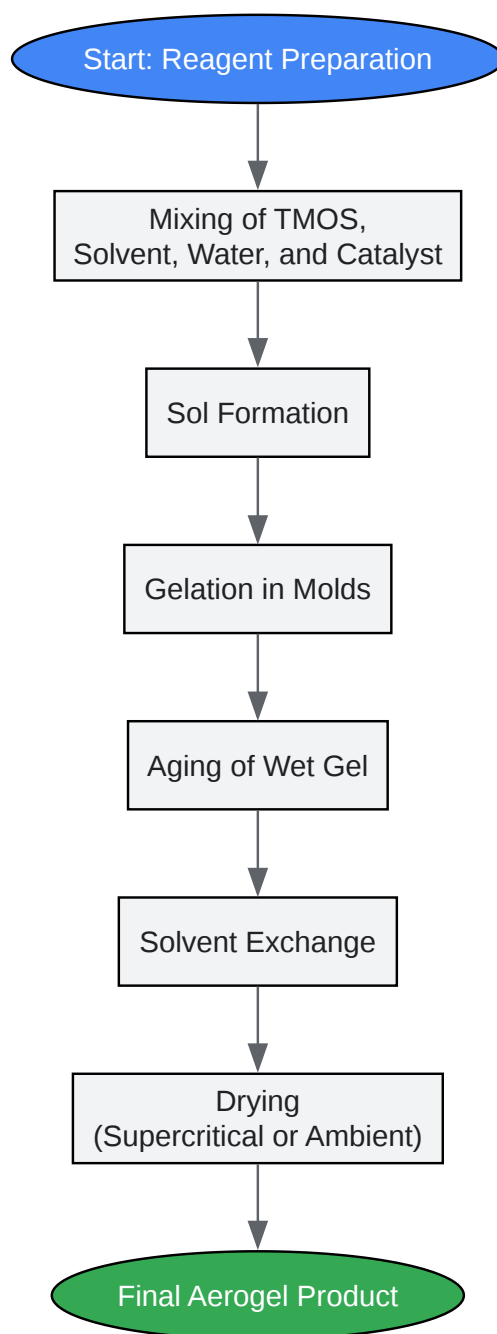 Start: Reagent Preparation
Mixing of TMOS,
Solvent, Water, and Catalyst
Sol Formation
Gelation in Molds
Aging of Wet Gel
Solvent Exchange
Drying
(Supercritical or Ambient)
Final Aerogel Product